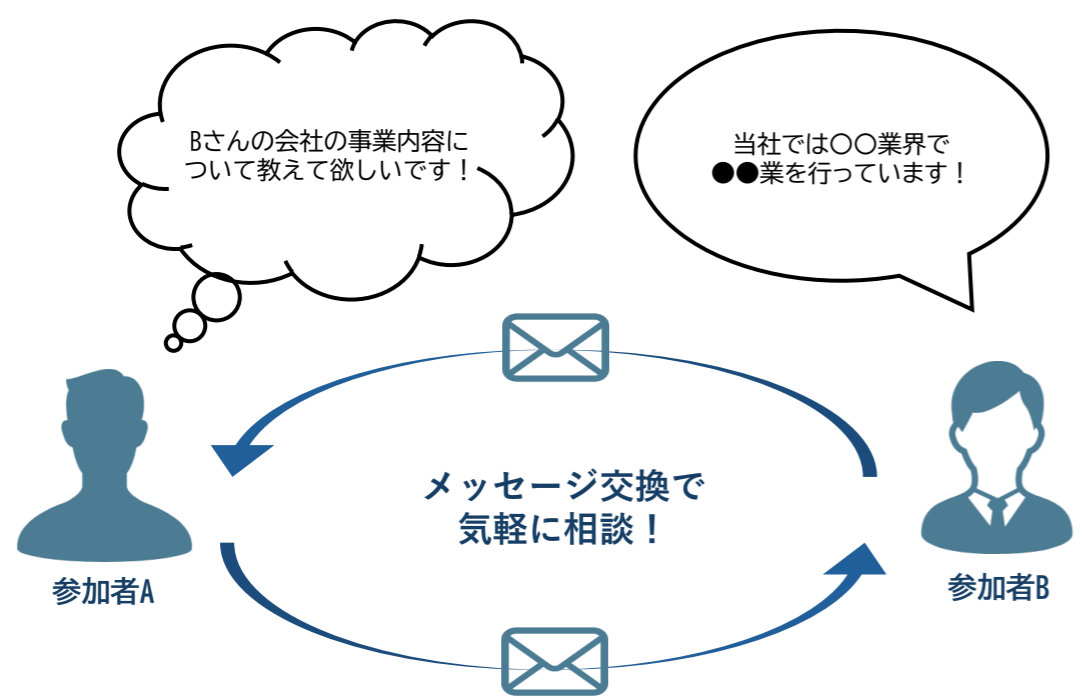 Bさんの会社の事業内容に
ついて教えて欲しいです！
当社では〇〇業界で
●●業を行っています！
メッセージ交換で
気軽に相談！
参加者A
参加者B